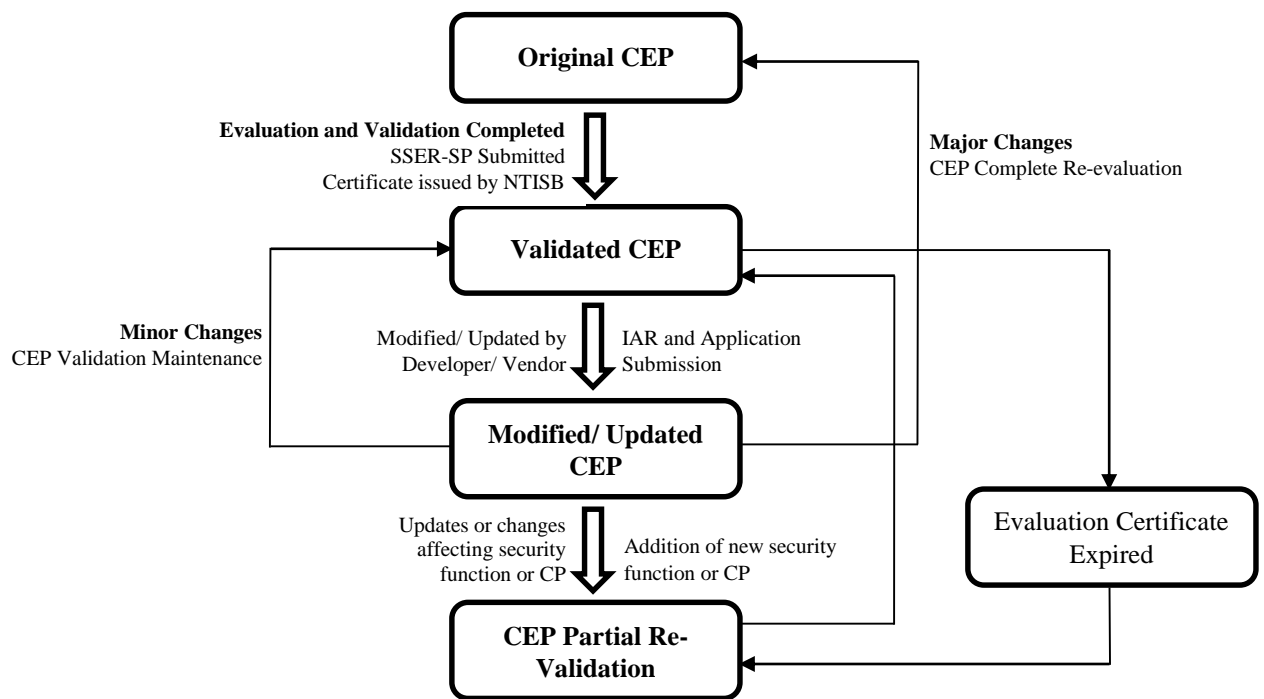 Original CEP
Evaluation and Validation Completed
SSER-SP Submitted
Certificate issued by NTISB
Major Changes
CEP Complete Re-evaluation
Validated CEP
Minor Changes
CEP Validation Maintenance
Modified/ Updated by
Developer/ Vendor
IAR and Application
Submission
Modified/ Updated
CEP
Updates or changes
affecting security
function or CP
Addition of new security
function or CP
Evaluation Certificate
Expired
CEP Partial Re-
Validation